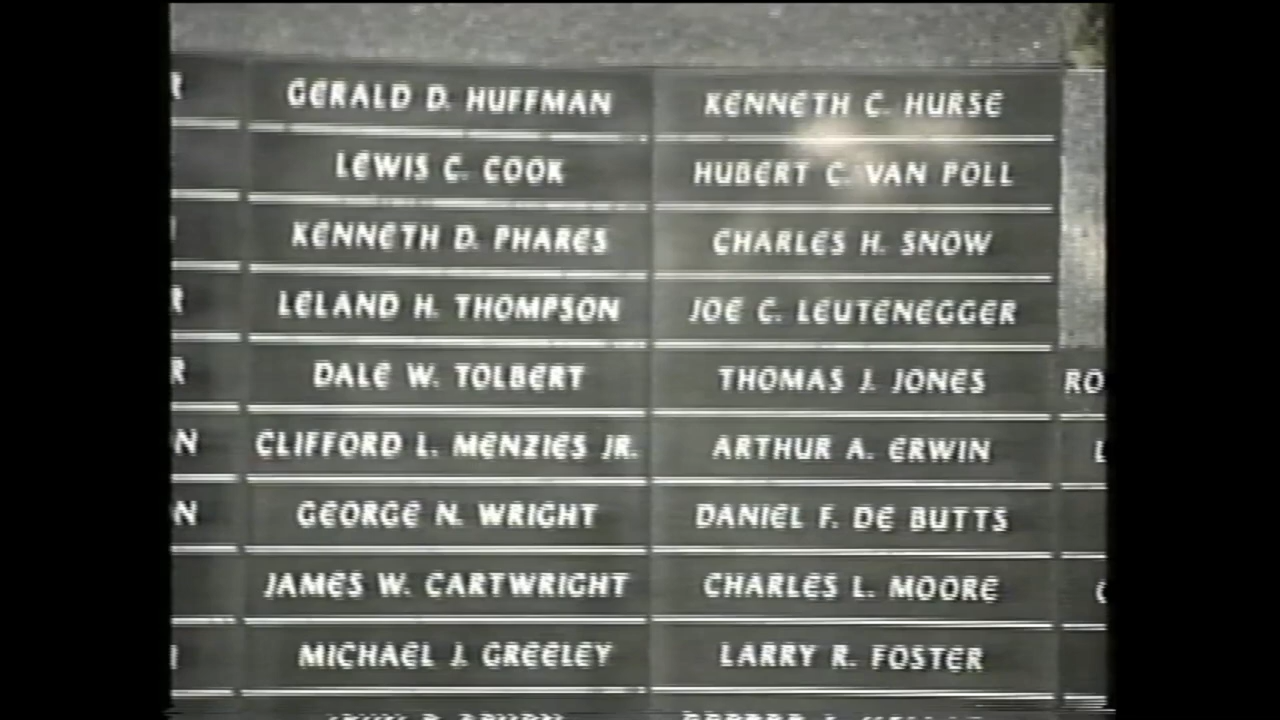 GERALD D. HUFFMAN
LEWIS C. COOK
KENNETH D. PHARES
LELAND H. THOMPSON
DALE W. TOLBERT
CLIFFORD L. MENZIES JR.
GEORGE N. WRIGHT
JAMES W. CARTWRIGHT
MICHAEL J. GREELEY
KENNETH C. HURSE
HUBERT C. VAN POLL
CHARLES H. SNOW
JOE C. LEUTENEGGER
THOMAS J. JONES
ARTHUR A. ERWIN
DANIEL F. DE BUTTS
CHARLES L. MOORE
LARRY R. FOSTER